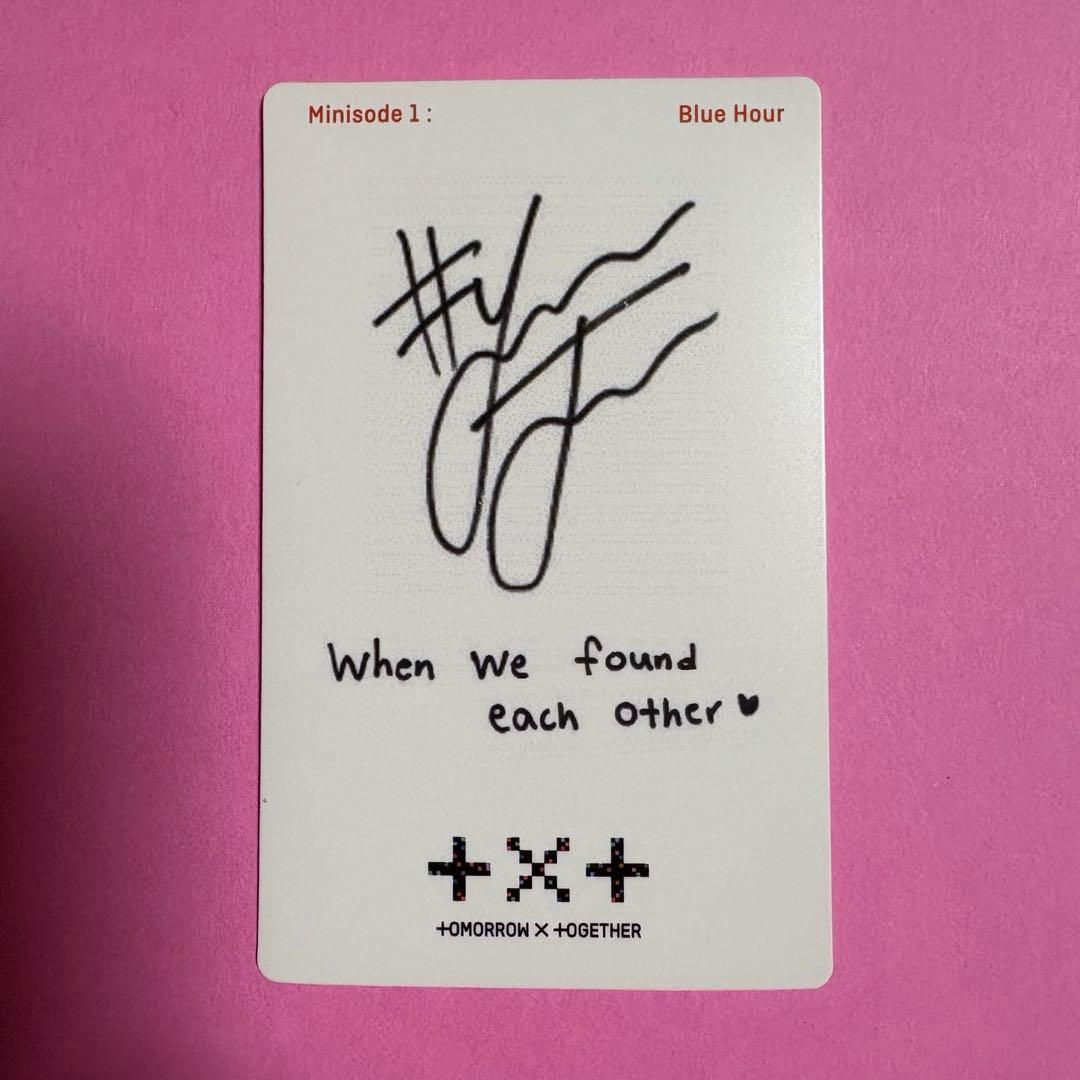 Minisode 1 : Blue Hour
When we found
each other ♥
+x+
+OMORROW X +OGETHER